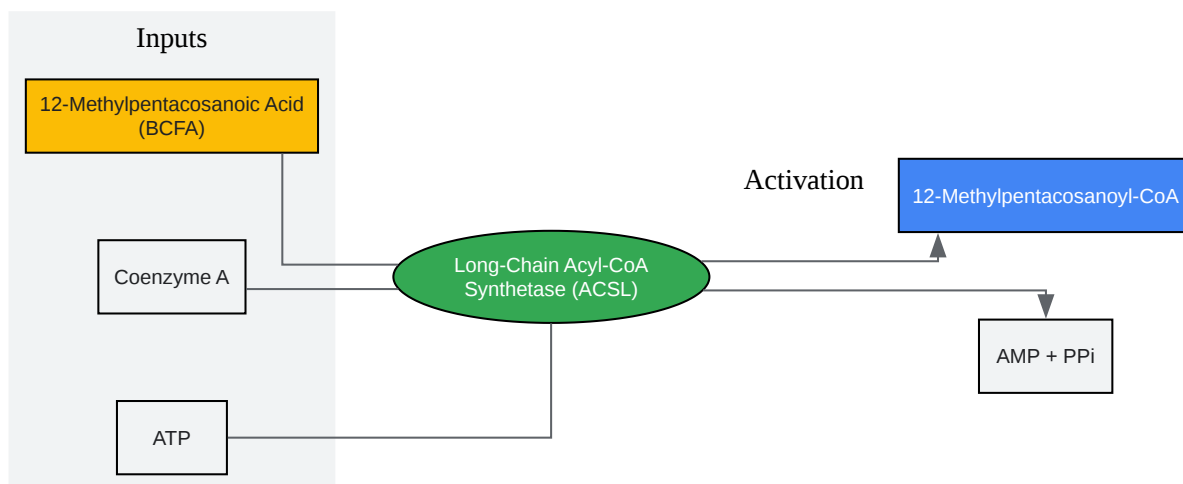 Inputs
12-Methylpentacosanoic Acid
(BCFA)
Coenzyme A
ATP
Long-Chain Acyl-CoA
Synthetase (ACSL)
Activation
12-Methylpentacosanoyl-CoA
AMP + PPi